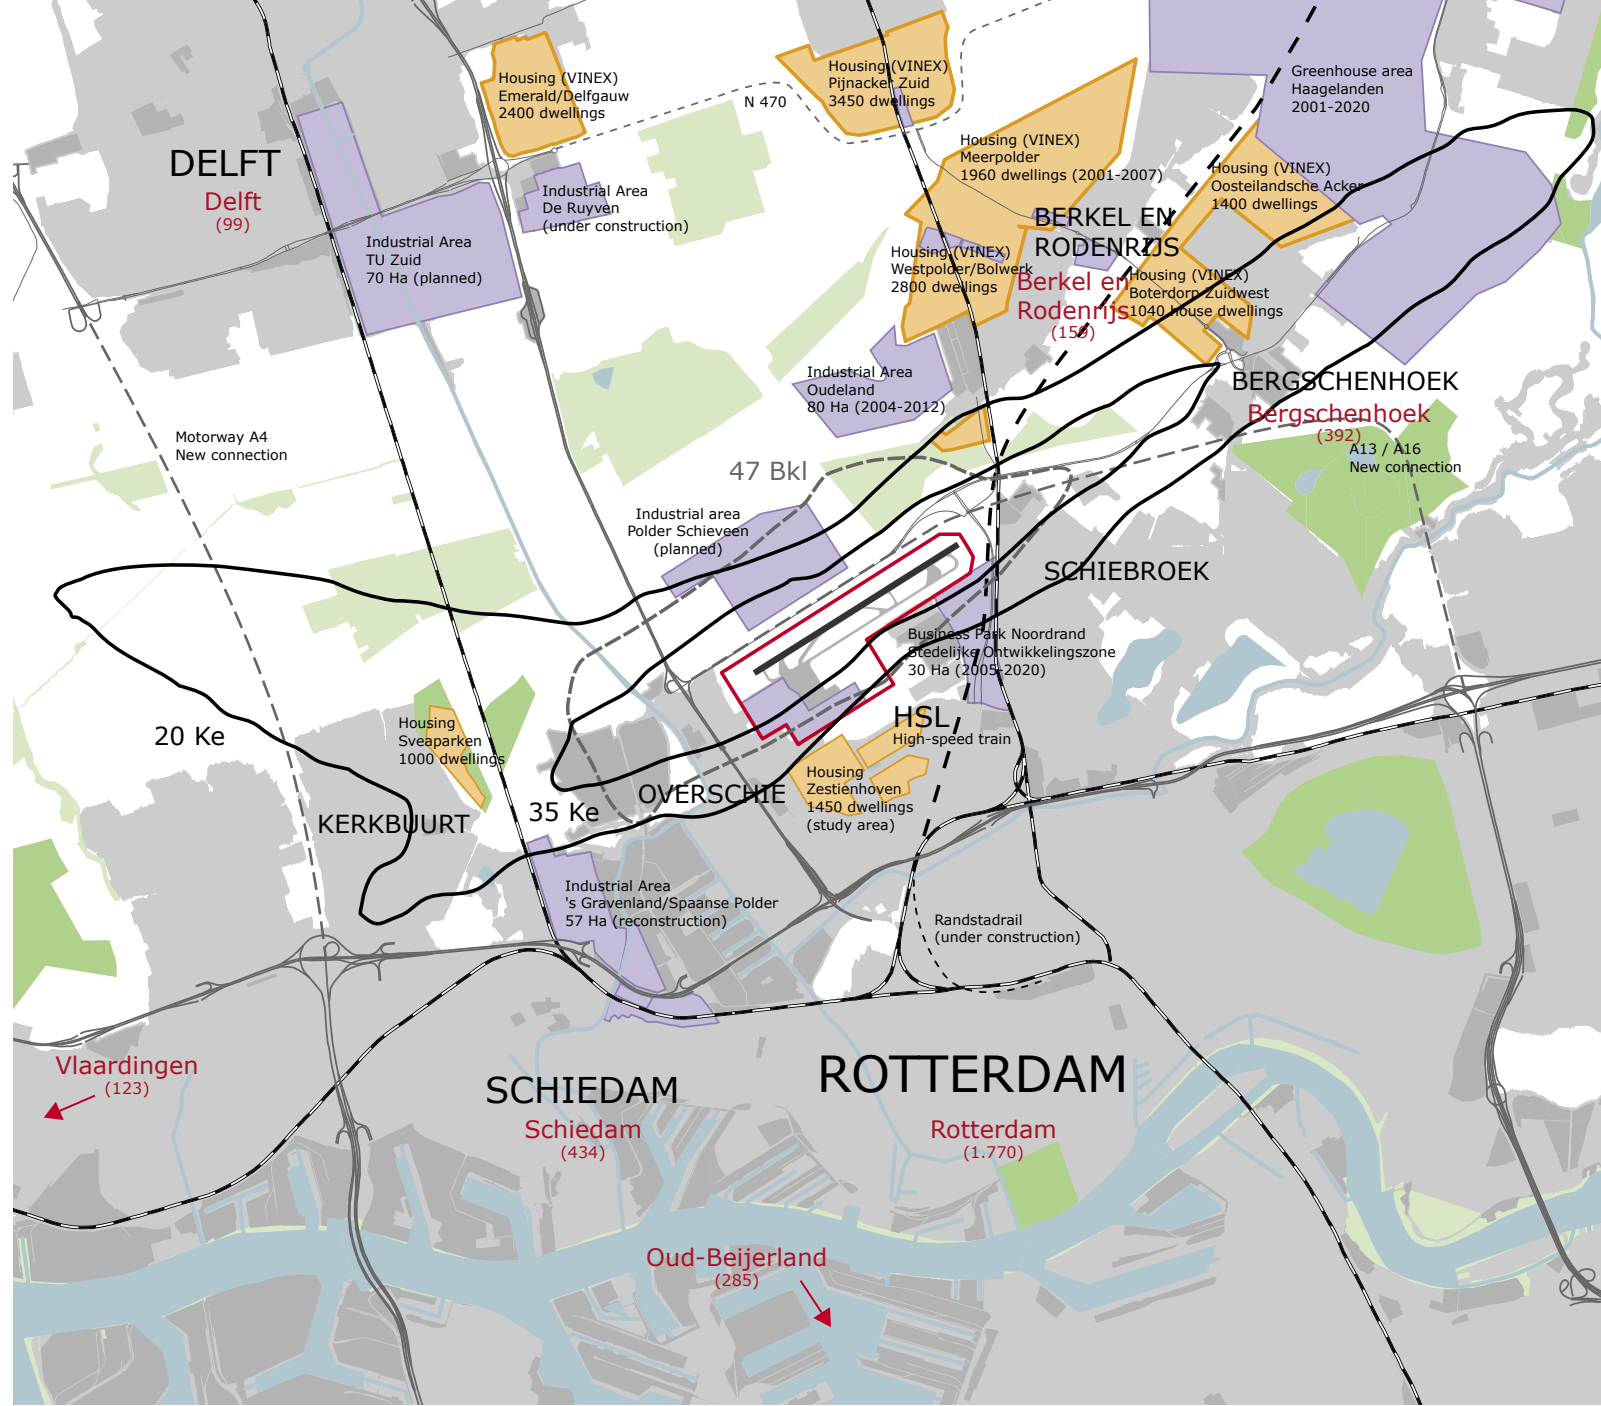 Housing (VINEX)
Emerald/Delfgauw
2400 dwellings
Housing (VINEX)
Pijnacker Zuid
3450 dwellings
N 470
Greenhouse area
Haagelanden
2001-2020
DELFT
Delft
(99)
Industrial Area
De Ruyven
(under construction)
Housing (VINEX)
Meerpolder
1960 dwellings (2001-2007)
Housing (VINEX)
Oosteilandsche Acker
1400 dwellings
Industrial Area
TU Zuid
70 Ha (planned)
BERKEL EN
RODENRIJS
Berkel en
Rodenrijs
(159)
Housing (VINEX)
Westpolder/Bolwerk
2800 dwellings
Housing (VINEX)
Boterdorp Zuidwest
1040 house dwellings
Industrial Area
Oudeland
80 Ha (2004-2012)
BERGSCHENHOEK
Bergschenhoek
(392)
A13 / A16
New connection
Motorway A4
New connection
47 Bkl
Industrial area
Polder Schieveen
(planned)
SCHIEBROEK
Business Park Noordrand
Stedelijke Ontwikkelingszone
30 Ha (2005-2020)
20 Ke
Housing
Sveaparken
1000 dwellings
HSL
High-speed train
35 Ke
OVERSCHIE
Housing
Zestienhoven
1450 dwellings
(study area)
KERKBUURT
Industrial Area
's Gravenland/Spaanse Polder
57 Ha (reconstruction)
Randstadrail
(under construction)
Vlaardingen
(123)
SCHIEDAM
Schiedam
(434)
ROTTERDAM
Rotterdam
(1.770)
Oud-Beijerland
(285)